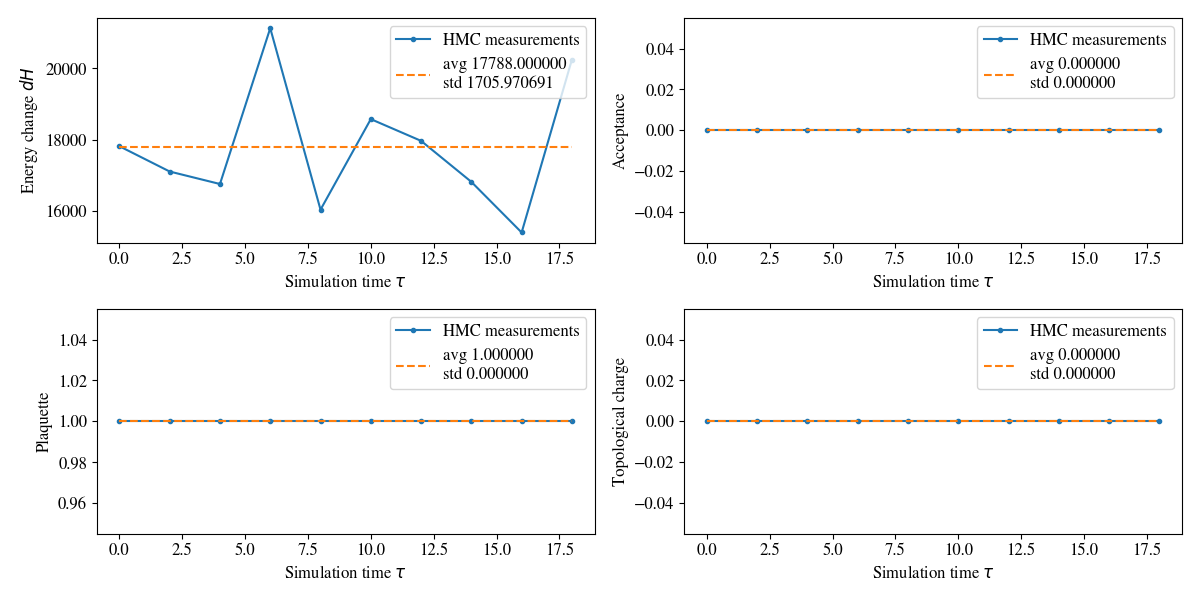 HMC measurements
avg 17788.000000
std 1705.970691
20000
18000
16000
Energy change dH
0.0 2.5 5.0 7.5 10.0 12.5 15.0 17.5
Simulation time τ
HMC measurements
avg 0.000000
std 0.000000
0.04
0.02
0.00
−0.02
−0.04
Acceptance
0.0 2.5 5.0 7.5 10.0 12.5 15.0 17.5
Simulation time τ
HMC measurements
avg 1.000000
std 0.000000
1.04
1.02
1.00
0.98
0.96
Plaquette
0.0 2.5 5.0 7.5 10.0 12.5 15.0 17.5
Simulation time τ
HMC measurements
avg 0.000000
std 0.000000
0.04
0.02
0.00
−0.02
−0.04
Topological charge
0.0 2.5 5.0 7.5 10.0 12.5 15.0 17.5
Simulation time τ